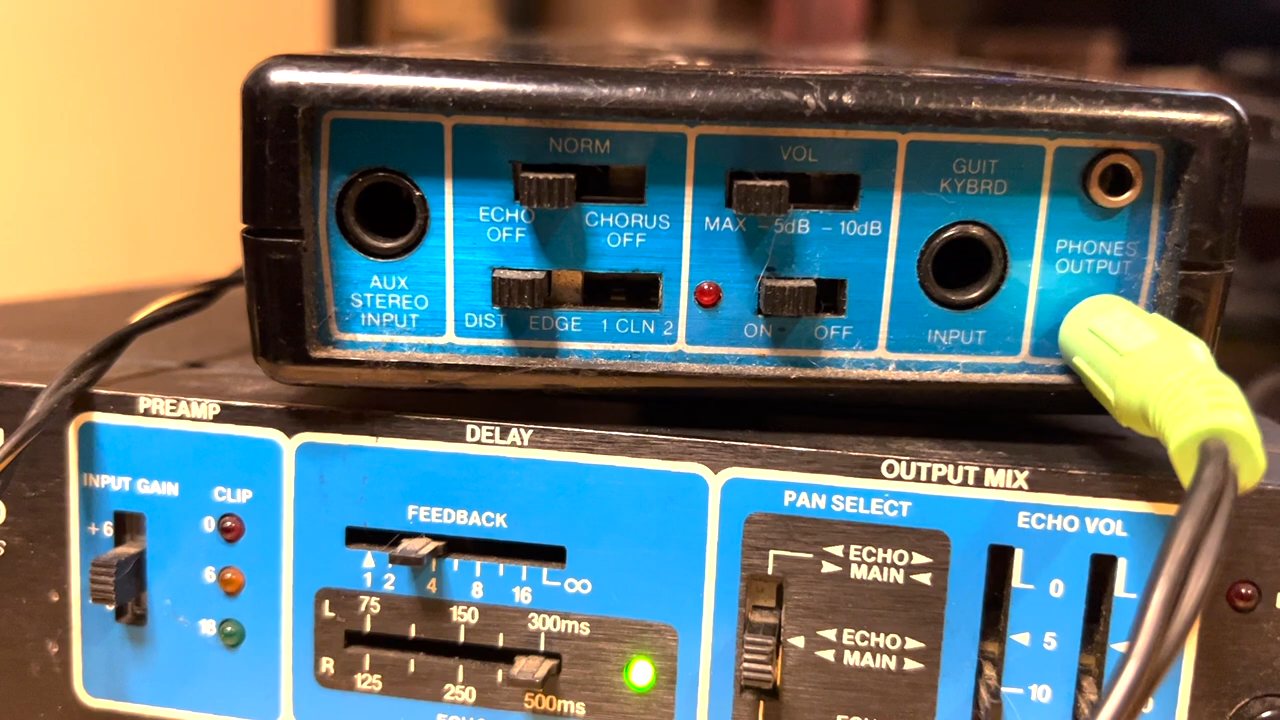 NORM
ECHO OFF
CHORUS OFF
DIST EDGE 1 CLN 2
AUX
STEREO
INPUT
VOL
MAX -5dB -10dB
ON OFF
GUIT
KYBRD
INPUT
PHONES
OUTPUT
PREAMP
INPUT GAIN
CLIP
+6
0
6
18
DELAY
FEEDBACK
1 2 4 8 16 ∞
L 75 150 300ms
R 125 250 500ms
OUTPUT MIX
PAN SELECT
ECHO
MAIN
ECHO
MAIN
ECHO VOL
0
5
10